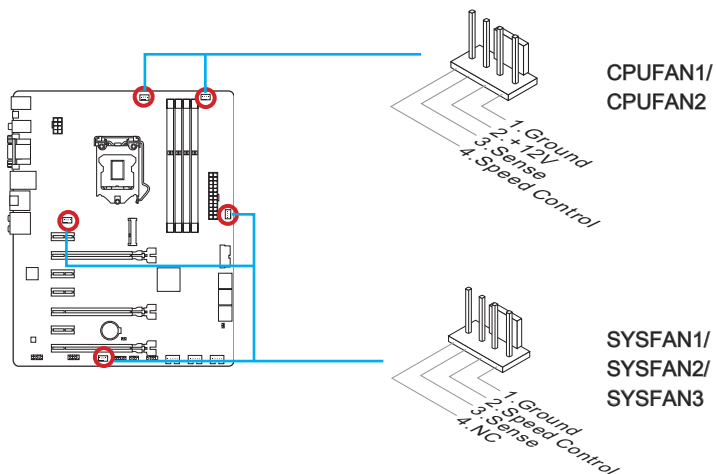 CPUFAN1/
CPUFAN2
1.Ground
2.+12V
3.Sense
4.Speed Control
SYSFAN1/
SYSFAN2/
SYSFAN3
1.Ground
2.Speed Control
3.Sense
4.NC